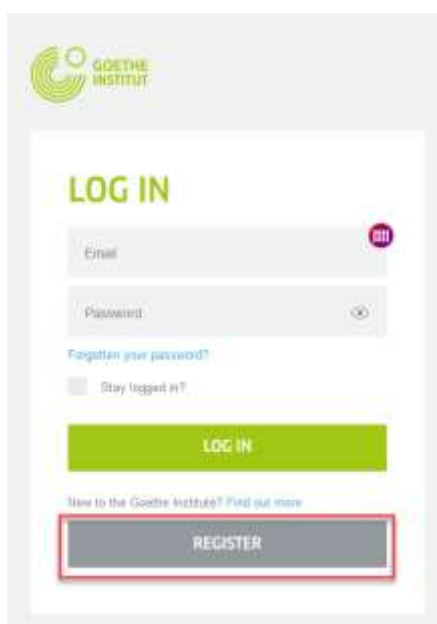 GOETHE
INSTITUT
LOG IN
Email
Password
Forgotten your password?
Stay logged in?
LOG IN
New to the Goethe Institute? Find out more
REGISTER